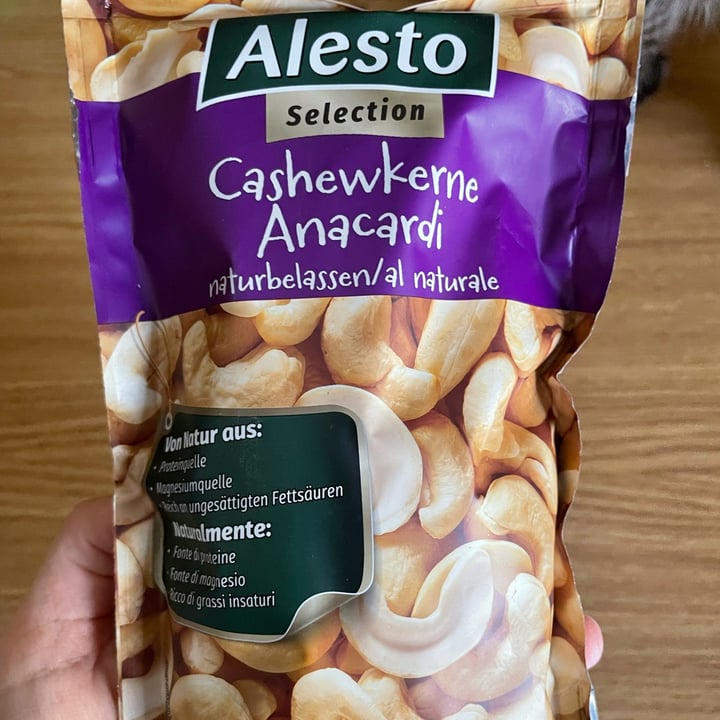 Alesto
Selection
Cashewkerne
Anacardi
naturbelassen/al naturale
Von Natur aus:
• Proteinquelle
• Magnesiumquelle
• Reich an ungesättigten Fettsäuren
Naturalmente:
• Fonte di proteine
• Fonte di magnesio
• Ricco di grassi insaturi